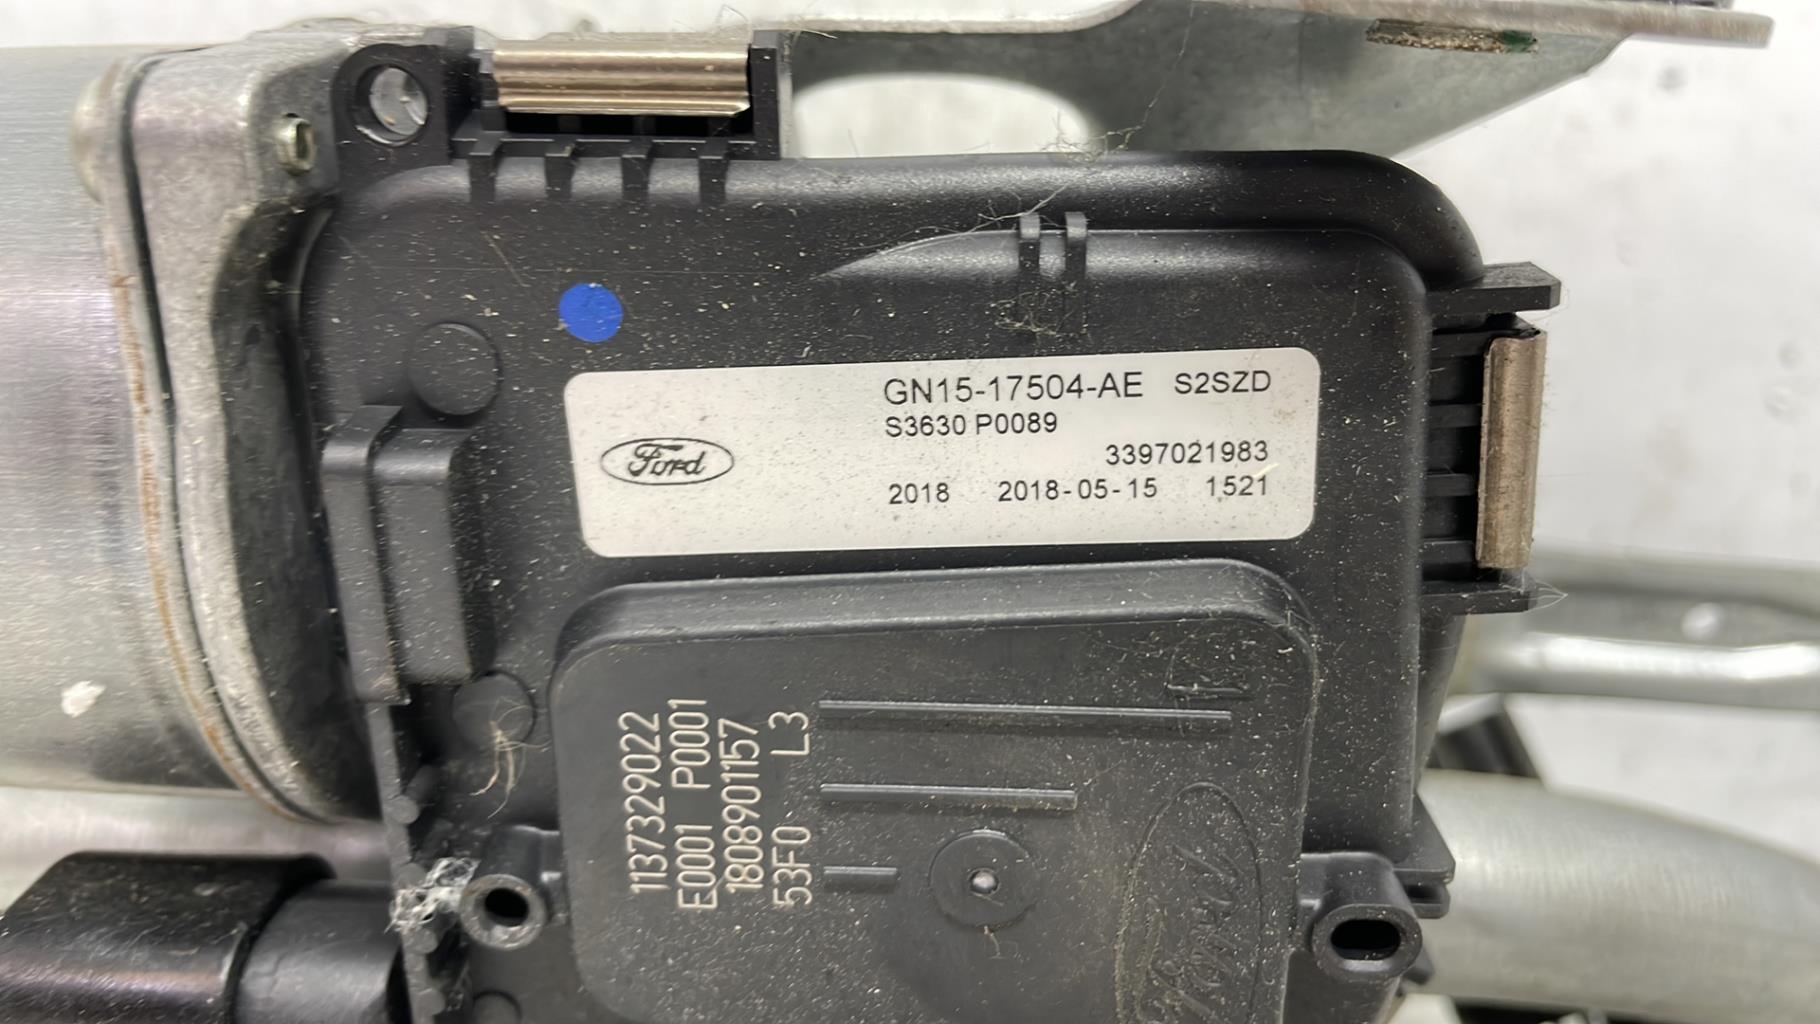 GN15-17504-AE S2SZD
S3630 P0089
3397021983
Ford
2018 2018-05-15 1521
1137329022
E0001 P0001
1808901157
53F0 L3
Ford